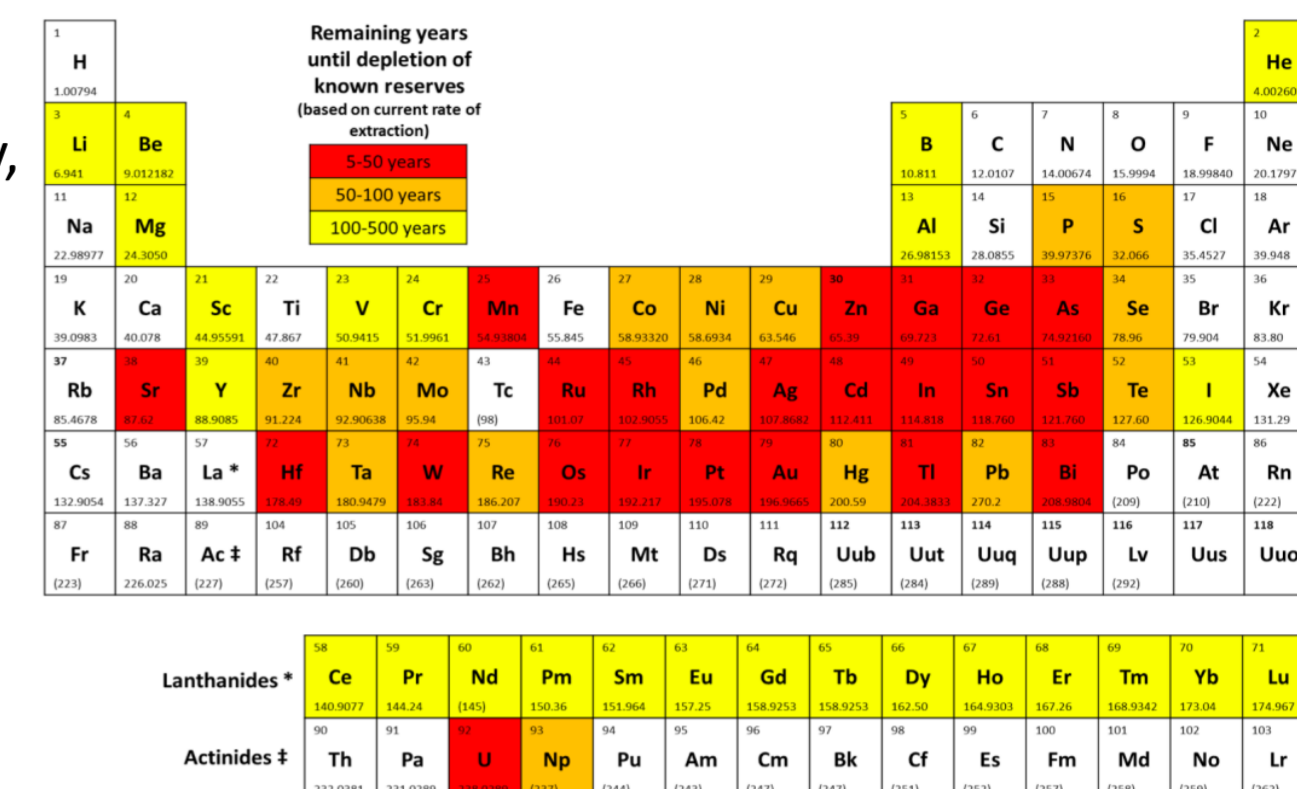 Remaining years
until depletion of
known reserves
(based on current rate of
extraction)
5-50 years
50-100 years
100-500 years
1 2
H He
1.00794 4.00260
3 4 5 6 7 8 9 10
Li Be B C N O F Ne
6.941 9.012182 10.811 12.0107 14.00674 15.9994 18.99840 20.1797
11 12 13 14 15 16 17 18
Na Mg Al Si P S Cl Ar
22.98977 24.3050 26.98153 28.0855 39.97376 32.066 35.4527 39.948
19 20 21 22 23 24 25 26 27 28 29 30 31 32 33 34 35 36
K Ca Sc Ti V Cr Mn Fe Co Ni Cu Zn Ga Ge As Se Br Kr
39.0983 40.078 44.95591 47.867 50.9415 51.9961 54.93804 55.845 58.93320 58.6934 63.546 65.39 69.723 72.61 74.92160 78.96 79.904 83.80
37 38 39 40 41 42 43 44 45 46 47 48 49 50 51 52 53 54
Rb Sr Y Zr Nb Mo Tc Ru Rh Pd Ag Cd In Sn Sb Te I Xe
85.4678 87.62 88.9085 91.224 92.90638 95.94 (98) 101.07 102.9055 106.42 107.8682 112.411 114.818 118.760 121.760 127.60 126.9044 131.29
55 56 57 72 73 74 75 76 77 78 79 80 81 82 83 84 85 86
Cs Ba La * Hf Ta W Re Os Ir Pt Au Hg Tl Pb Bi Po At Rn
132.9054 137.327 138.9055 178.49 180.9479 183.84 186.207 190.23 192.217 195.078 196.9665 200.59 204.3833 270.2 208.9804 (209) (210) (222)
87 88 89 104 105 106 107 108 109 110 111 112 113 114 115 116 117 118
Fr Ra Ac ‡ Rf Db Sg Bh Hs Mt Ds Rq Uub Uut Uuq Uup Lv Uus Uuo
(223) 226.025 (227) (257) (260) (263) (262) (265) (266) (271) (272) (285) (284) (289) (288) (292)
58 59 60 61 62 63 64 65 66 67 68 69 70 71
Lanthanides * Ce Pr Nd Pm Sm Eu Gd Tb Dy Ho Er Tm Yb Lu
140.9077 144.24 (145) 150.36 151.964 157.25 158.9253 158.9253 162.50 164.9303 167.26 168.9342 173.04 174.967
90 91 92 93 94 95 96 97 98 99 100 101 102 103
Actinides ‡ Th Pa U Np Pu Am Cm Bk Cf Es Fm Md No Lr